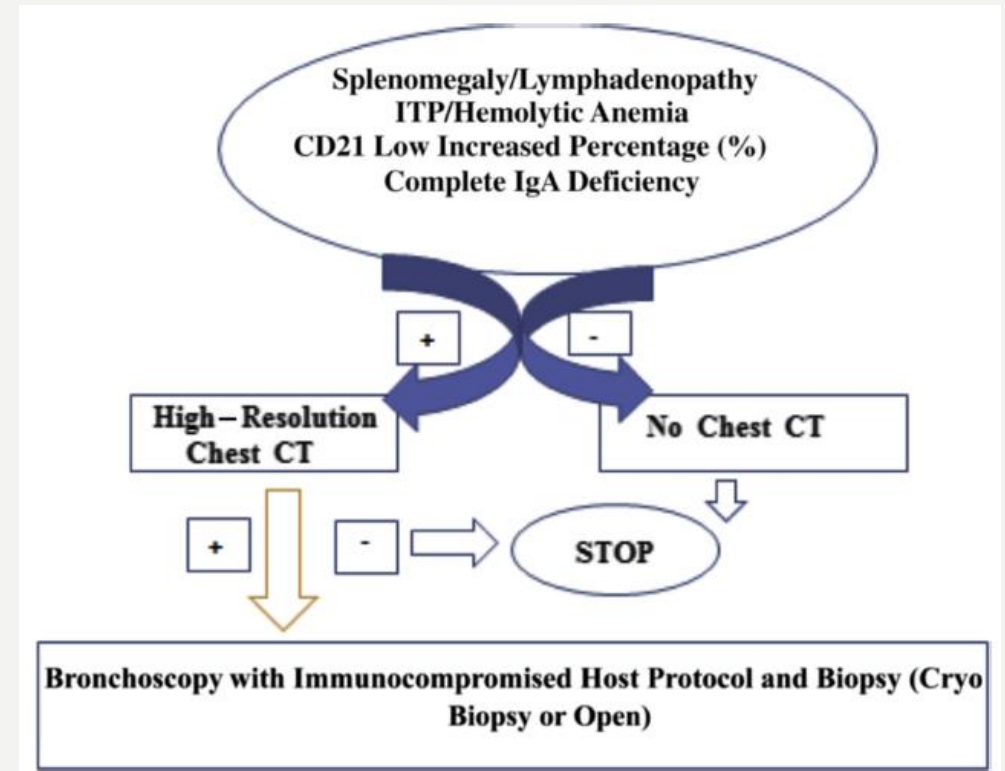 Splenomegaly/Lymphadenopathy
ITP/Hemolytic Anemia
CD21 Low Increased Percentage (%)
Complete IgA Deficiency
+
-
High–Resolution
Chest CT
No Chest CT
+
-
STOP
Bronchoscopy with Immunocompromised Host Protocol and Biopsy (Cryo
Biopsy or Open)